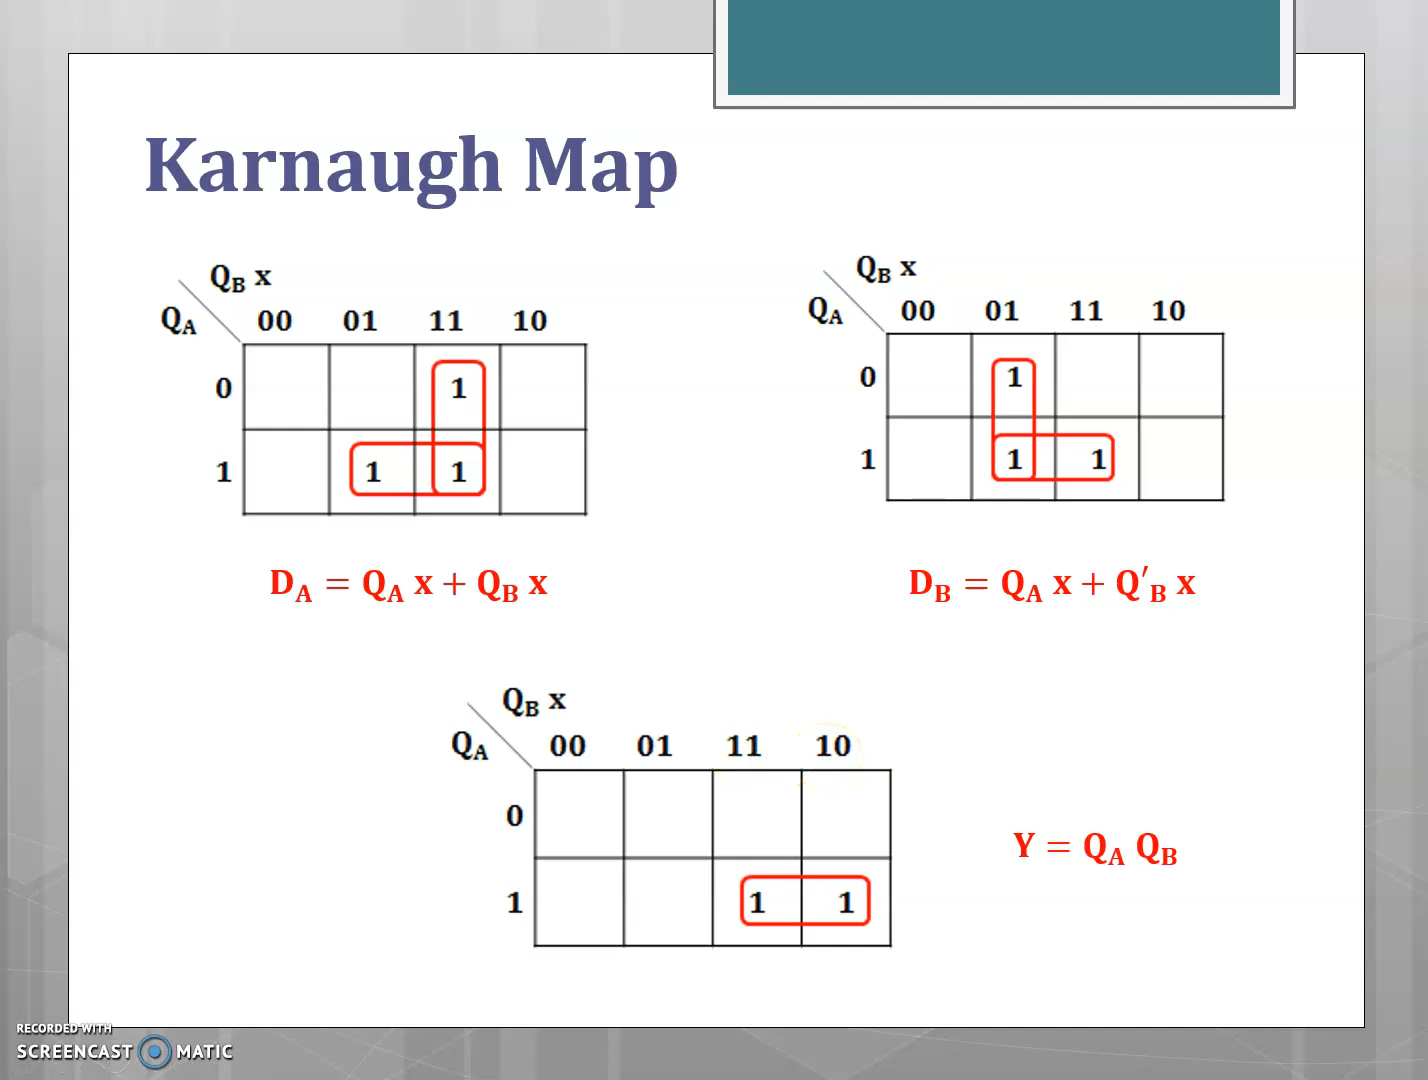 Karnaugh Map
Q_B x
Q_A 00 01 11 10
0 1
1 1 1
D_A = Q_A x + Q_B x
Q_B x
Q_A 00 01 11 10
0 1
1 1 1
D_B = Q_A x + Q′_B x
Q_B x
Q_A 00 01 11 10
0
1 1 1
Y = Q_A Q_B
RECORDED WITH
SCREENCAST MATIC